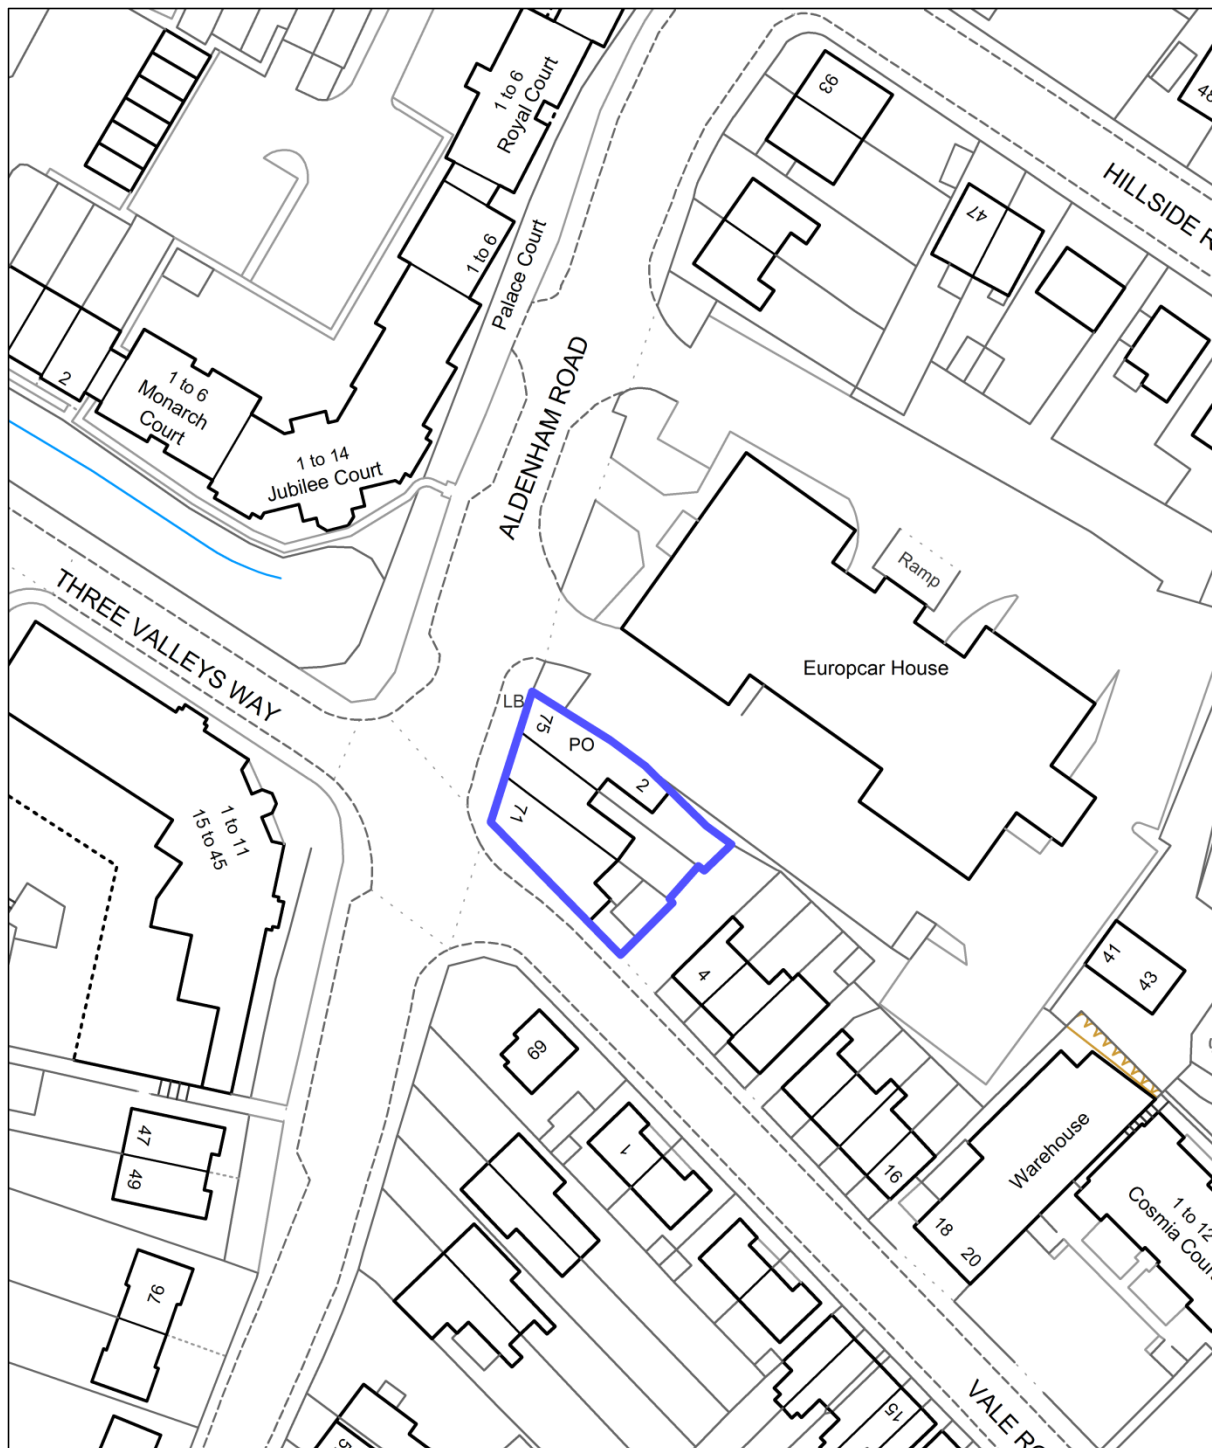 1 to 6
Royal Court
93
48
HILLSIDE R
47
1 to 6
Palace Court
2
1 to 6
Monarch
Court
1 to 14
Jubilee Court
ALDENHAM ROAD
Ramp
THREE VALLEYS WAY
Europcar House
LB
75
PO
2
71
1 to 11
15 to 45
4
41
43
69
1
47
49
16
Warehouse
18
20
1 to 12
Cosmia Cour
97
15
VALE RO
5